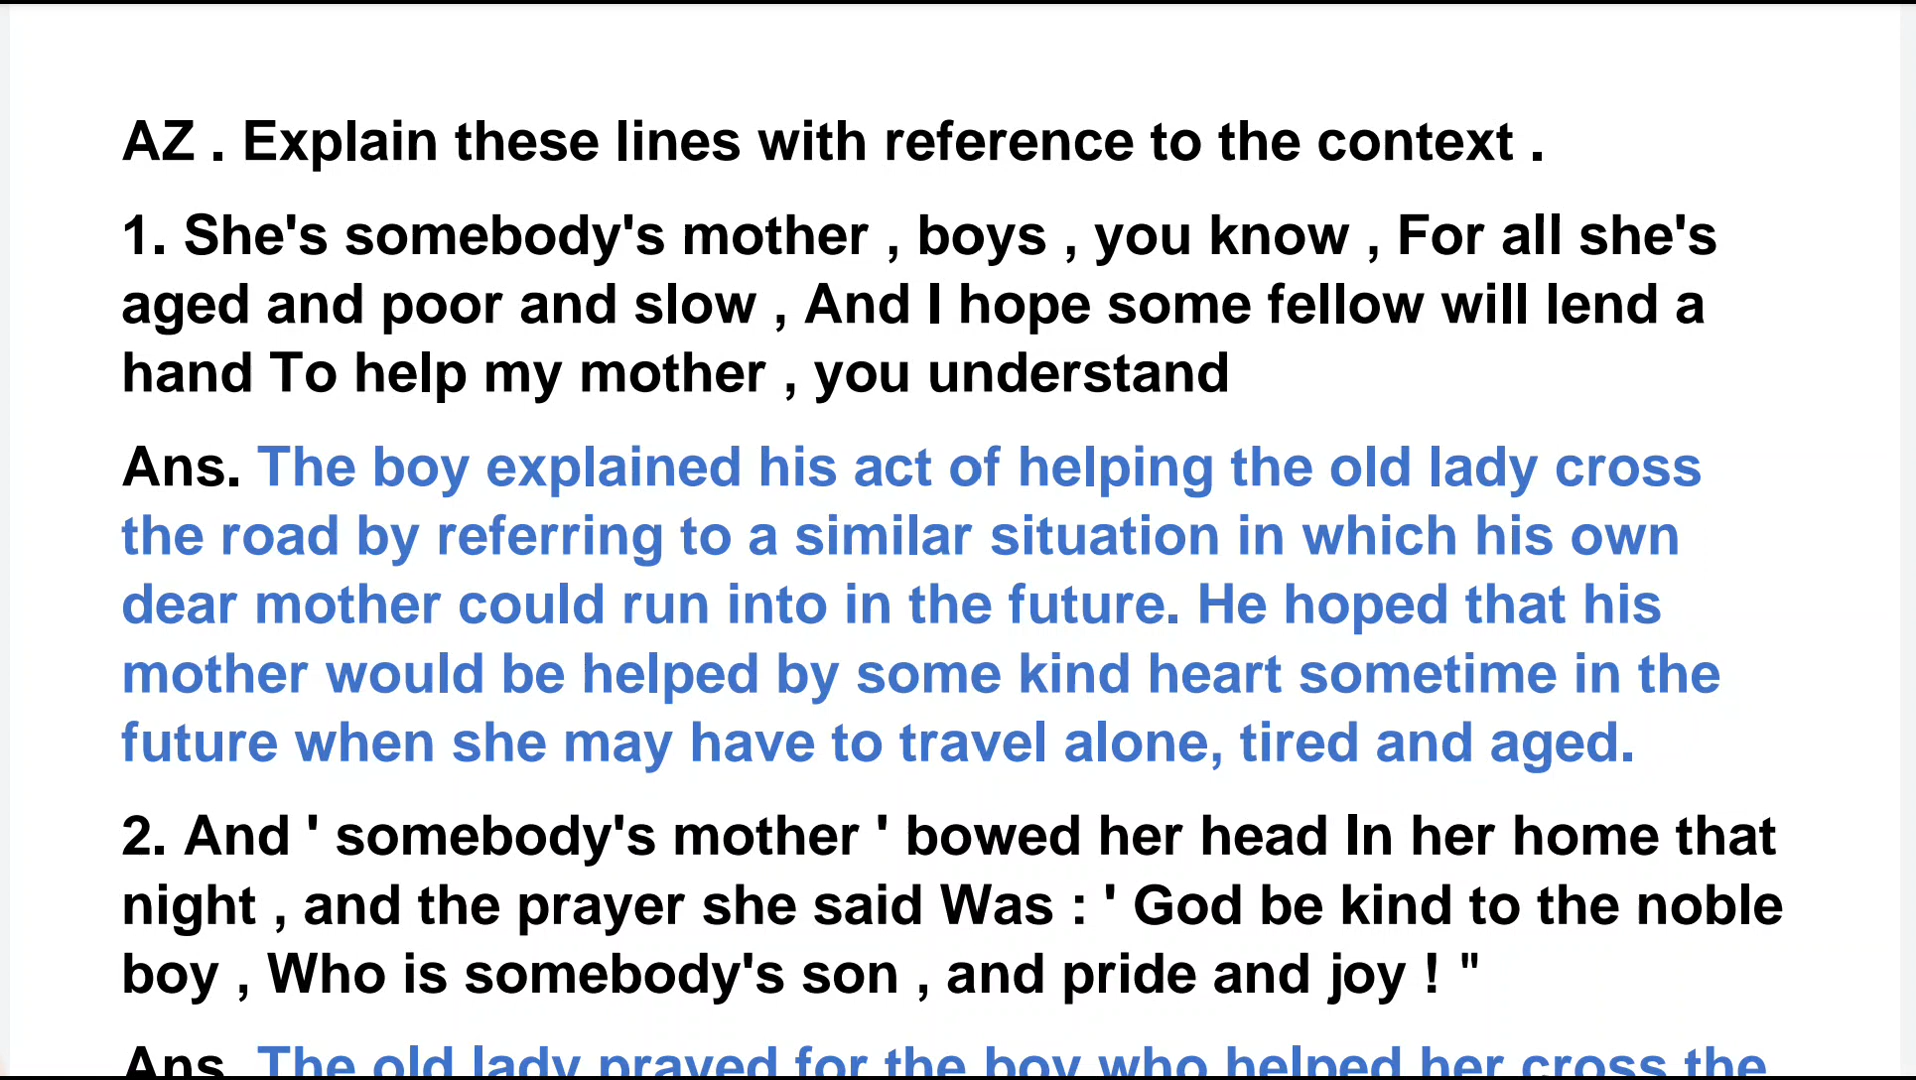 AZ . Explain these lines with reference to the context .
1. She's somebody's mother , boys , you know , For all she's
aged and poor and slow , And I hope some fellow will lend a
hand To help my mother , you understand
Ans. The boy explained his act of helping the old lady cross
the road by referring to a similar situation in which his own
dear mother could run into in the future. He hoped that his
mother would be helped by some kind heart sometime in the
future when she may have to travel alone, tired and aged.
2. And ' somebody's mother ' bowed her head In her home that
night , and the prayer she said Was : ' God be kind to the noble
boy , Who is somebody's son , and pride and joy ! "
Ans. The old lady prayed for the boy who helped her cross the